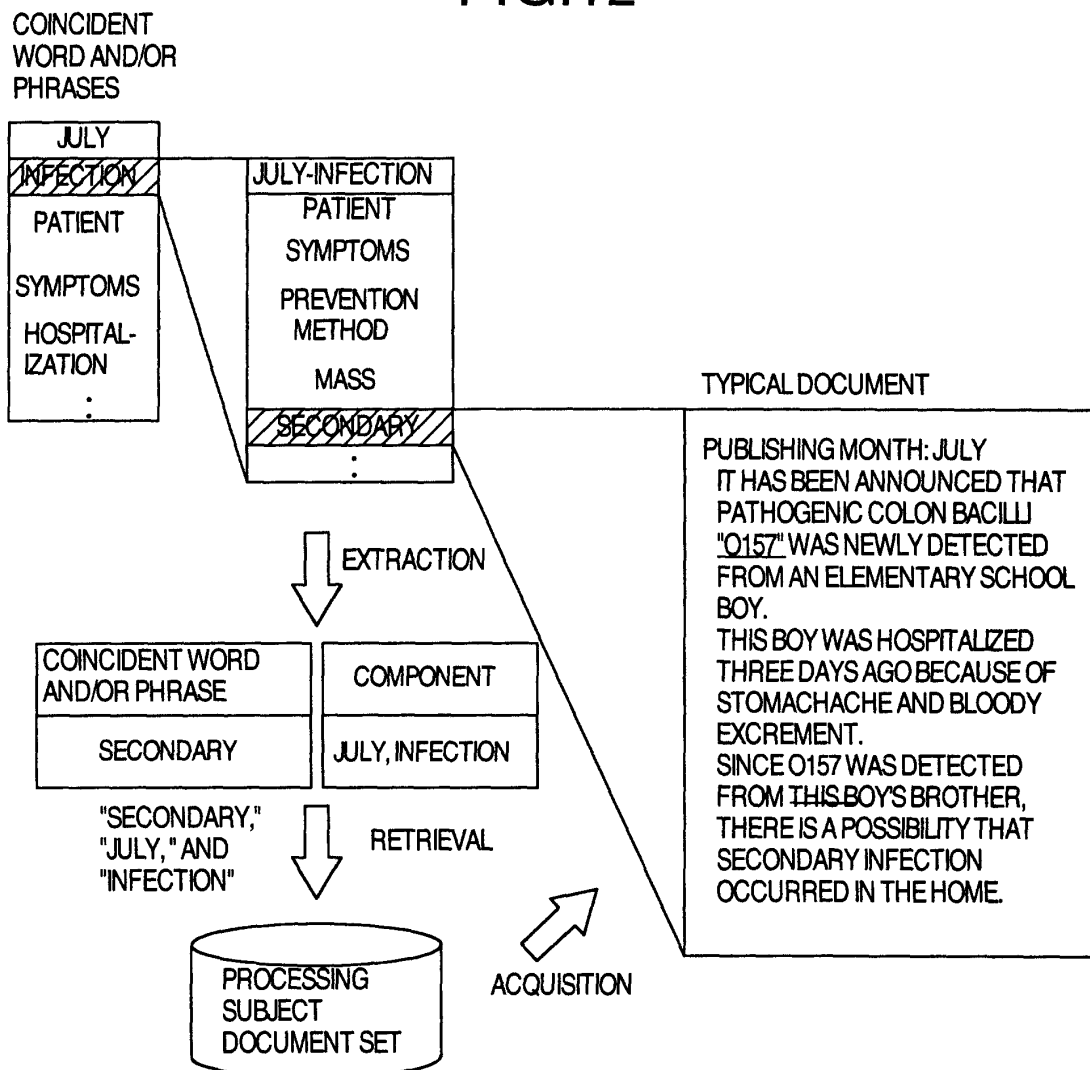 COINCIDENT
WORD AND/OR
PHRASES
JULY
INFECTION
PATIENT
SYMPTOMS
HOSPITAL-
IZATION
:
JULY-INFECTION
PATIENT
SYMPTOMS
PREVENTION
METHOD
MASS
SECONDARY
:
TYPICAL DOCUMENT
PUBLISHING MONTH: JULY
IT HAS BEEN ANNOUNCED THAT
PATHOGENIC COLON BACILLI
"O157" WAS NEWLY DETECTED
FROM AN ELEMENTARY SCHOOL
BOY.
THIS BOY WAS HOSPITALIZED
THREE DAYS AGO BECAUSE OF
STOMACHACHE AND BLOODY
EXCREMENT.
SINCE O157 WAS DETECTED
FROM THIS BOY'S BROTHER,
THERE IS A POSSIBILITY THAT
SECONDARY INFECTION
OCCURRED IN THE HOME.
EXTRACTION
COINCIDENT WORD
AND/OR PHRASE
COMPONENT
SECONDARY
JULY, INFECTION
"SECONDARY,"
"JULY," AND
"INFECTION"
RETRIEVAL
PROCESSING
SUBJECT
DOCUMENT SET
ACQUISITION